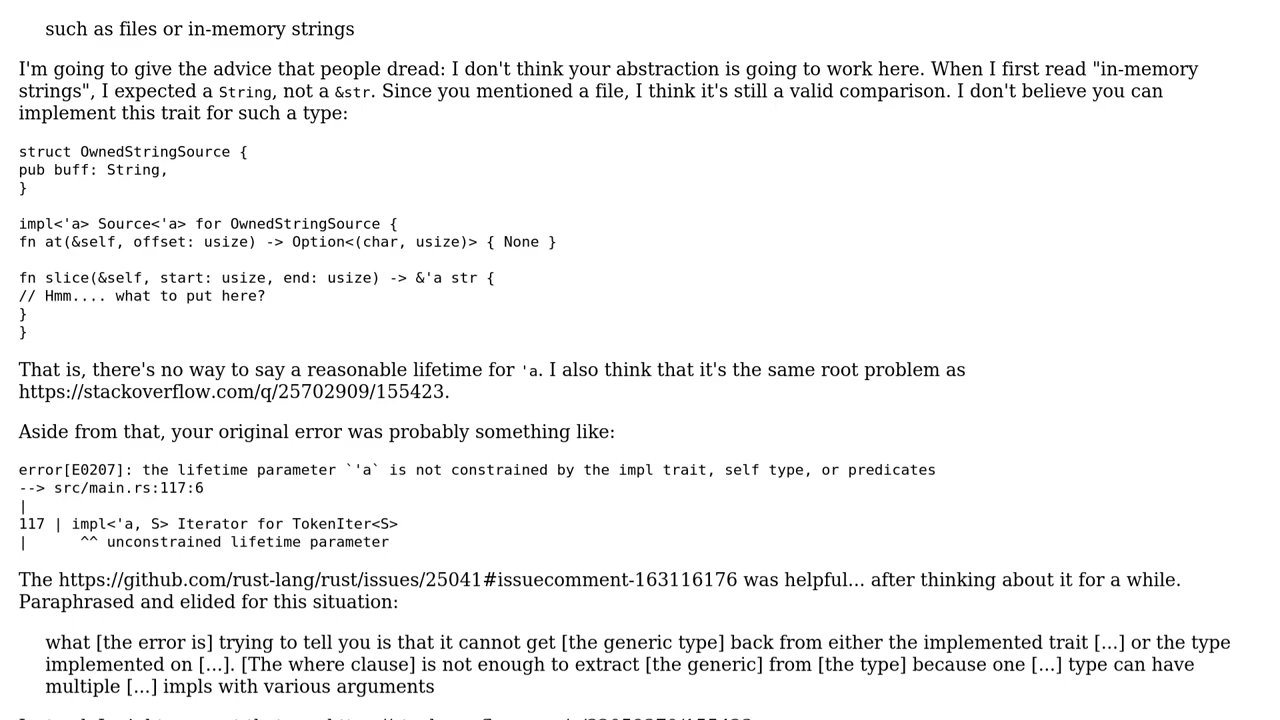 such as files or in-memory strings
I'm going to give the advice that people dread: I don't think your abstraction is going to work here. When I first read "in-memory
strings", I expected a String, not a &str. Since you mentioned a file, I think it's still a valid comparison. I don't believe you can
implement this trait for such a type:
struct OwnedStringSource {
pub buff: String,
}
impl<'a> Source<'a> for OwnedStringSource {
fn at(&self, offset: usize) -> Option<(char, usize)> { None }
fn slice(&self, start: usize, end: usize) -> &'a str {
// Hmm.... what to put here?
}
}
That is, there's no way to say a reasonable lifetime for 'a. I also think that it's the same root problem as
https://stackoverflow.com/q/25702909/155423.
Aside from that, your original error was probably something like:
error[E0207]: the lifetime parameter `'a` is not constrained by the impl trait, self type, or predicates
--> src/main.rs:117:6
|
117 | impl<'a, S> Iterator for TokenIter<S>
|      ^^ unconstrained lifetime parameter
The https://github.com/rust-lang/rust/issues/25041#issuecomment-163116176 was helpful... after thinking about it for a while.
Paraphrased and elided for this situation:
what [the error is] trying to tell you is that it cannot get [the generic type] back from either the implemented trait [...] or the type
implemented on [...]. [The where clause] is not enough to extract [the generic] from [the type] because one [...] type can have
multiple [...] impls with various arguments